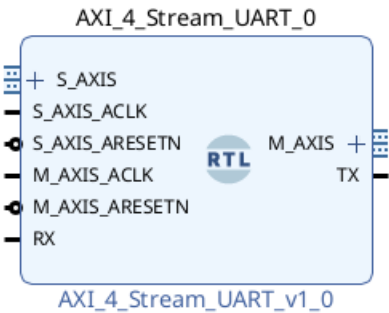 AXI_4_Stream_UART_0
S_AXIS
S_AXIS_ACLK
S_AXIS_ARESETN
M_AXIS_ACLK
M_AXIS_ARESETN
RX
RTL
M_AXIS
TX
AXI_4_Stream_UART_v1_0